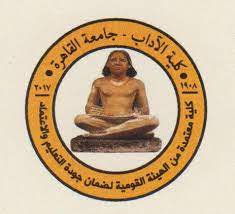 كلية الآداب - جامعة القاهرة
١٩٠٨
٢٠١٧
كلية معتمدة من الهيئة القومية لضمان جودة التعليم والاعتماد